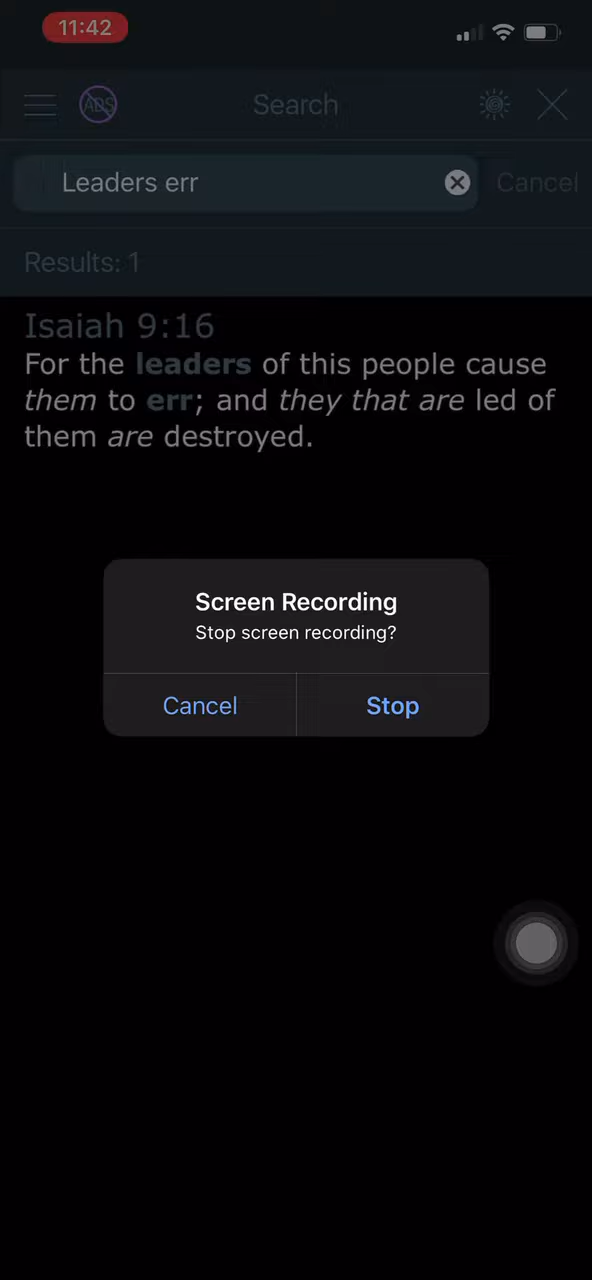 11:42
ADS
Search
Leaders err
Cancel
Results: 1
Isaiah 9:16
For the leaders of this people cause
them to err; and they that are led of
them are destroyed.
Screen Recording
Stop screen recording?
Cancel
Stop